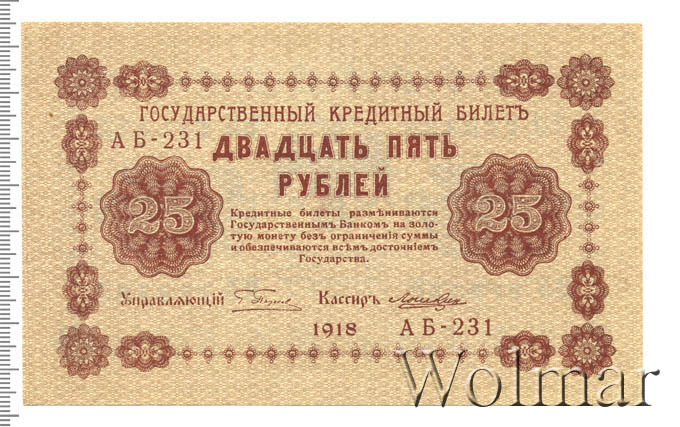 ГОСУДАРСТВЕННЫЙ КРЕДИТНЫЙ БИЛЕТЪ
АБ-231
ДВАДЦАТЬ ПЯТЬ
РУБЛЕЙ
25
25
Кредитные билеты размѣниваются
Государственнымъ Банкомъ на золо-
тую монету безъ ограниченія суммы
и обезпечиваются всѣмъ достояніемъ
Государства.
Управляющій
Кассиръ
1918
АБ-231
Wolmar